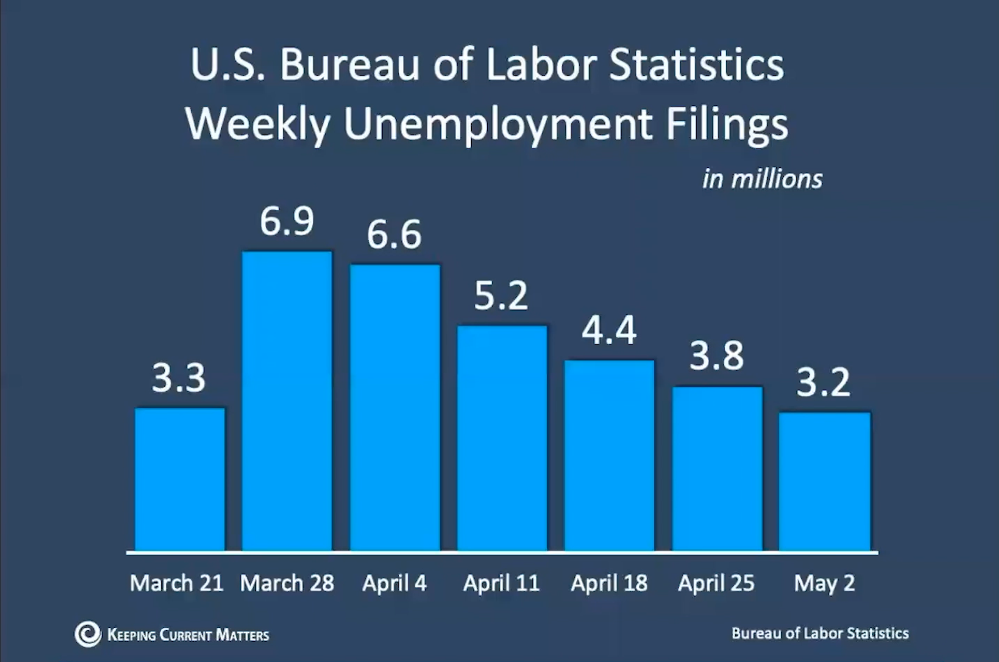 U.S. Bureau of Labor Statistics
Weekly Unemployment Filings
in millions
3.3
6.9
6.6
5.2
4.4
3.8
3.2
March 21 March 28 April 4 April 11 April 18 April 25 May 2
KEEPING CURRENT MATTERS
Bureau of Labor Statistics